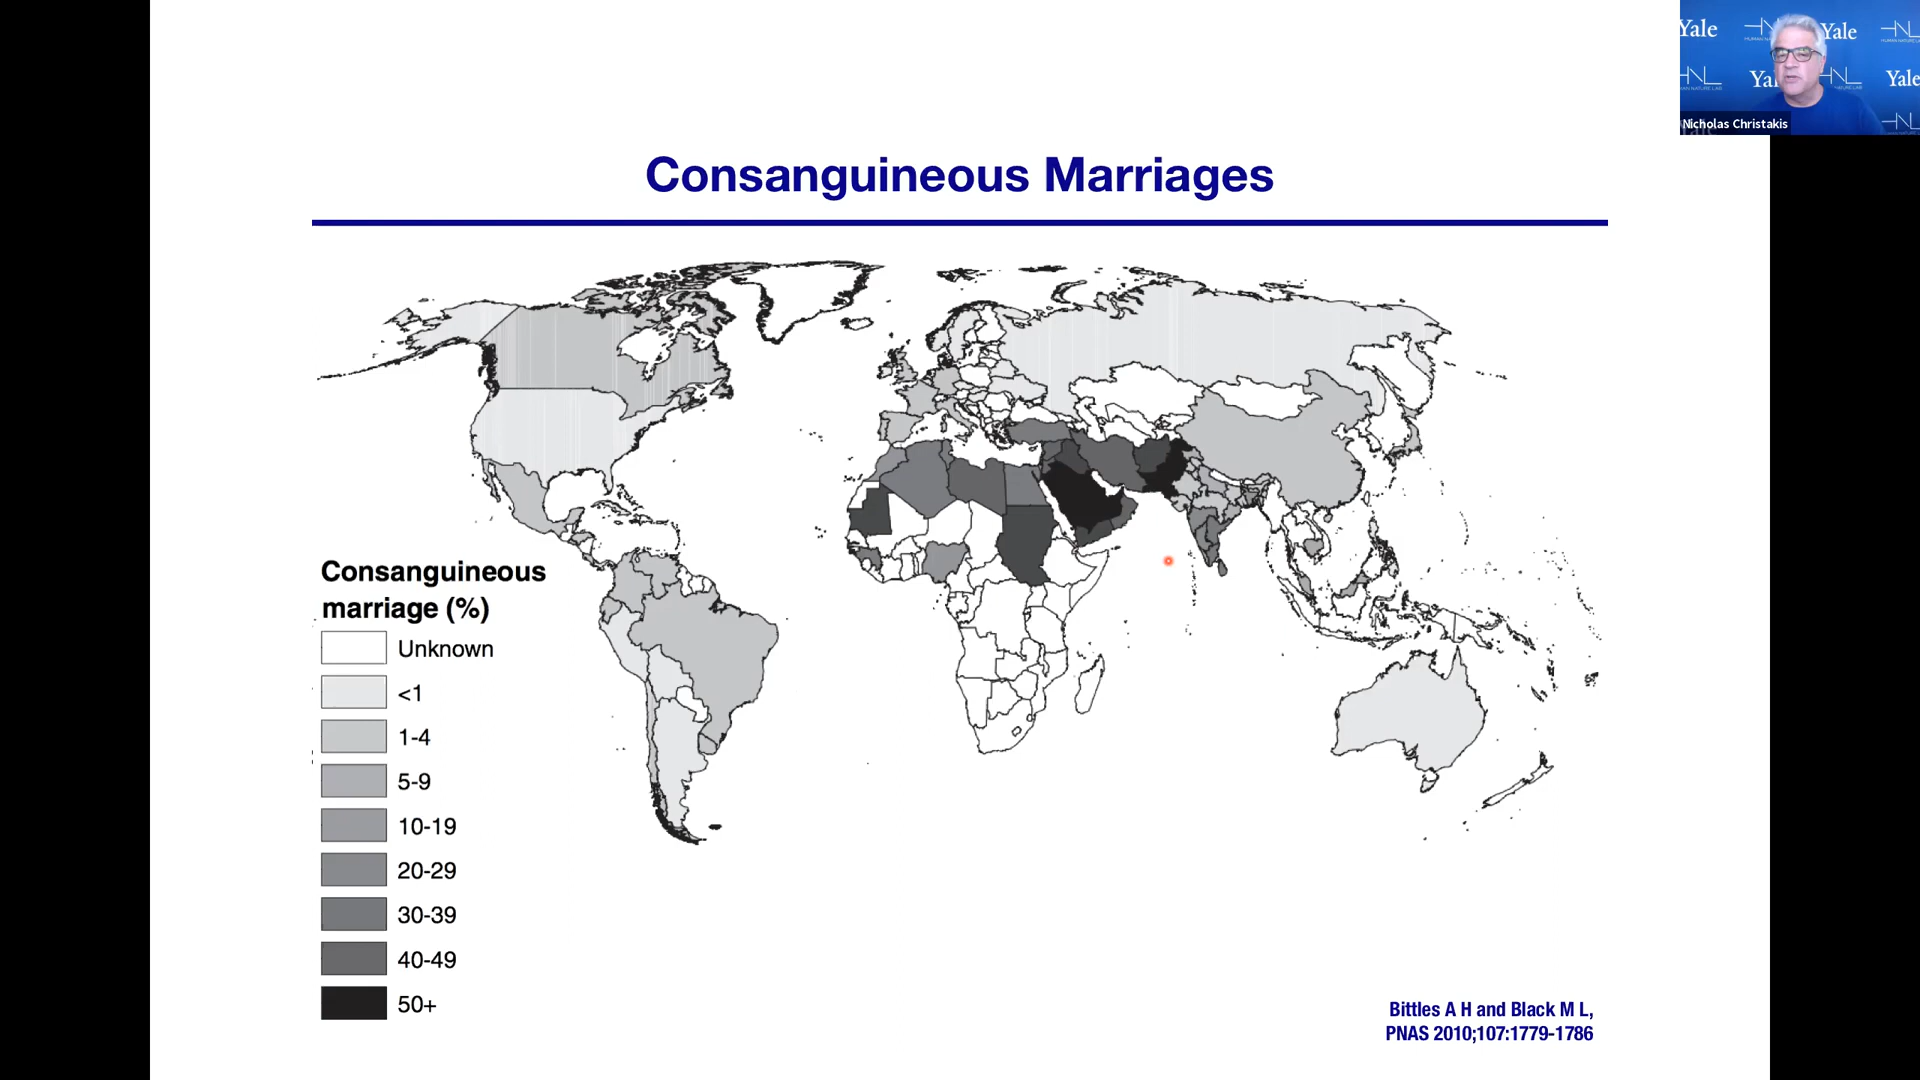 Yale
Yale
Yale
Yale
Nicholas Christakis
Consanguineous Marriages
Consanguineous
marriage (%)
Unknown
<1
1-4
5-9
10-19
20-29
30-39
40-49
50+
Bittles A H and Black M L,
PNAS 2010;107:1779-1786